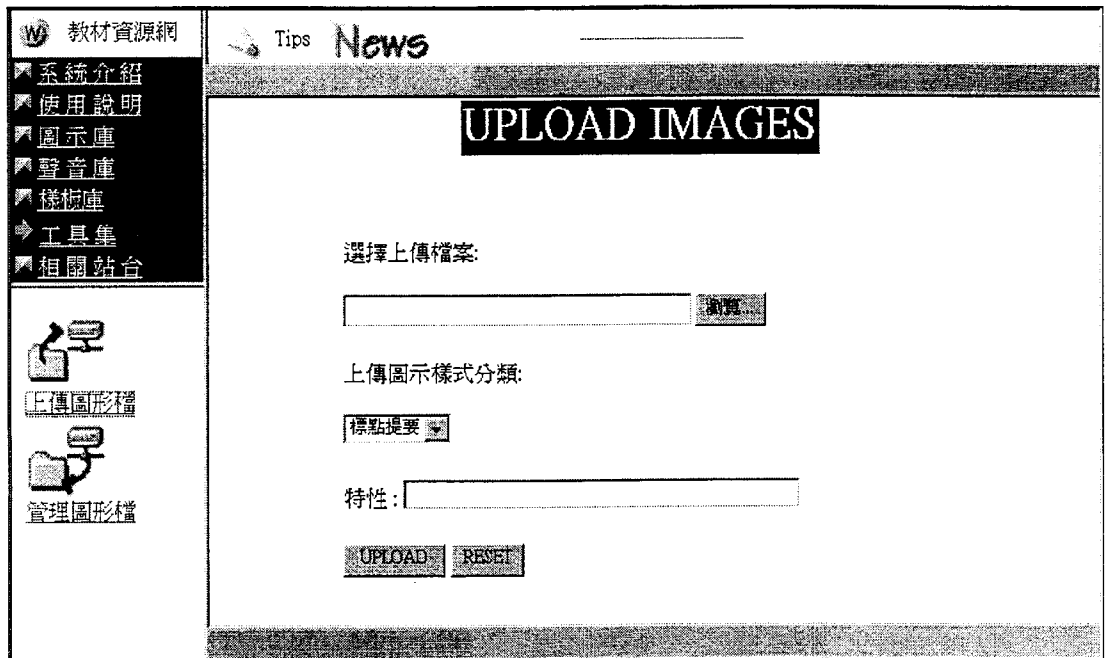 教材資源網
系統介紹
使用說明
圖示庫
聲音庫
樣板庫
工具集
相關站台
上傳圖形檔
管理圖形檔
Tips News
UPLOAD IMAGES
選擇上傳檔案:
瀏覽...
上傳圖示樣式分類:
標點提要
特性:
UPLOAD RESET